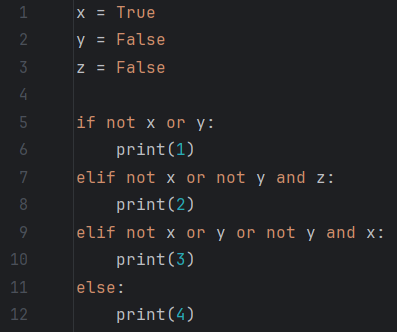 1 x = True
2 y = False
3 z = False
4
5 if not x or y:
6     print(1)
7 elif not x or not y and z:
8     print(2)
9 elif not x or y or not y and x:
10     print(3)
11 else:
12     print(4)